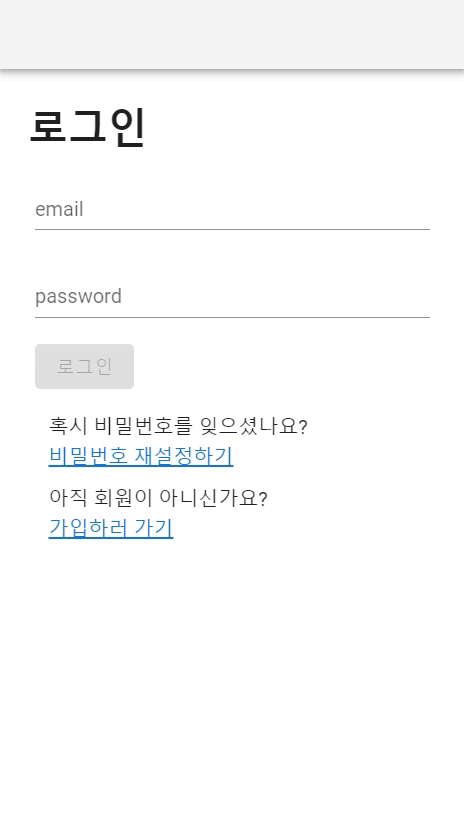 로그인
email
password
로그인
혹시 비밀번호를 잊으셨나요?
비밀번호 재설정하기
아직 회원이 아니신가요?
가입하러 가기